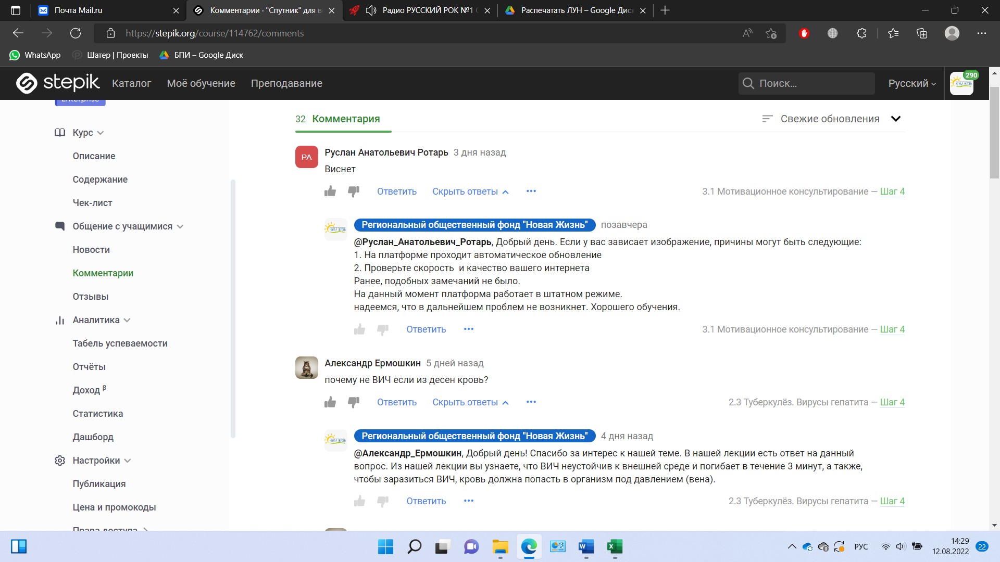 Почта Mail.ru
Комментарии · "Спутник" для в
Радио РУССКИЙ РОК №1
Распечатать ЛУН – Google Диск
https://stepik.org/course/114762/comments
WhatsApp
Шатер | Проекты
БПИ – Google Диск
stepik
Каталог
Моё обучение
Преподавание
Поиск...
Русский
290
Enterprise
Курс
Описание
Содержание
Чек-лист
Общение с учащимися
Новости
Комментарии
Отзывы
Аналитика
Табель успеваемости
Отчёты
Доход β
Статистика
Дашборд
Настройки
Публикация
Цена и промокоды
Права доступа
32 Комментария
Свежие обновления
РА
Руслан Анатольевич Ротарь 3 дня назад
Виснет
Ответить Скрыть ответы ••• 3.1 Мотивационное консультирование — Шаг 4
НОВАЯ ЖИЗНЬ
Региональный общественный фонд "Новая Жизнь" позавчера
@Руслан_Анатольевич_Ротарь, Добрый день. Если у вас зависает изображение, причины могут быть следующие:
1. На платформе проходит автоматическое обновление
2. Проверьте скорость и качество вашего интернета
Ранее, подобных замечаний не было.
На данный момент платформа работает в штатном режиме.
надеемся, что в дальнейшем проблем не возникнет. Хорошего обучения.
Ответить ••• 3.1 Мотивационное консультирование — Шаг 4
Александр Ермошкин 5 дней назад
почему не ВИЧ если из десен кровь?
Ответить Скрыть ответы ••• 2.3 Туберкулёз. Вирусы гепатита — Шаг 4
НОВАЯ ЖИЗНЬ
Региональный общественный фонд "Новая Жизнь" 4 дня назад
@Александр_Ермошкин, Добрый день! Спасибо за интерес к нашей теме. В нашей лекции есть ответ на данный
вопрос. Из нашей лекции вы узнаете, что ВИЧ неустойчив к внешней среде и погибает в течение 3 минут, а также,
чтобы заразиться ВИЧ, кровь должна попасть в организм под давлением (вена).
Ответить ••• 2.3 Туберкулёз. Вирусы гепатита — Шаг 4
РУС
14:29
12.08.2022
22